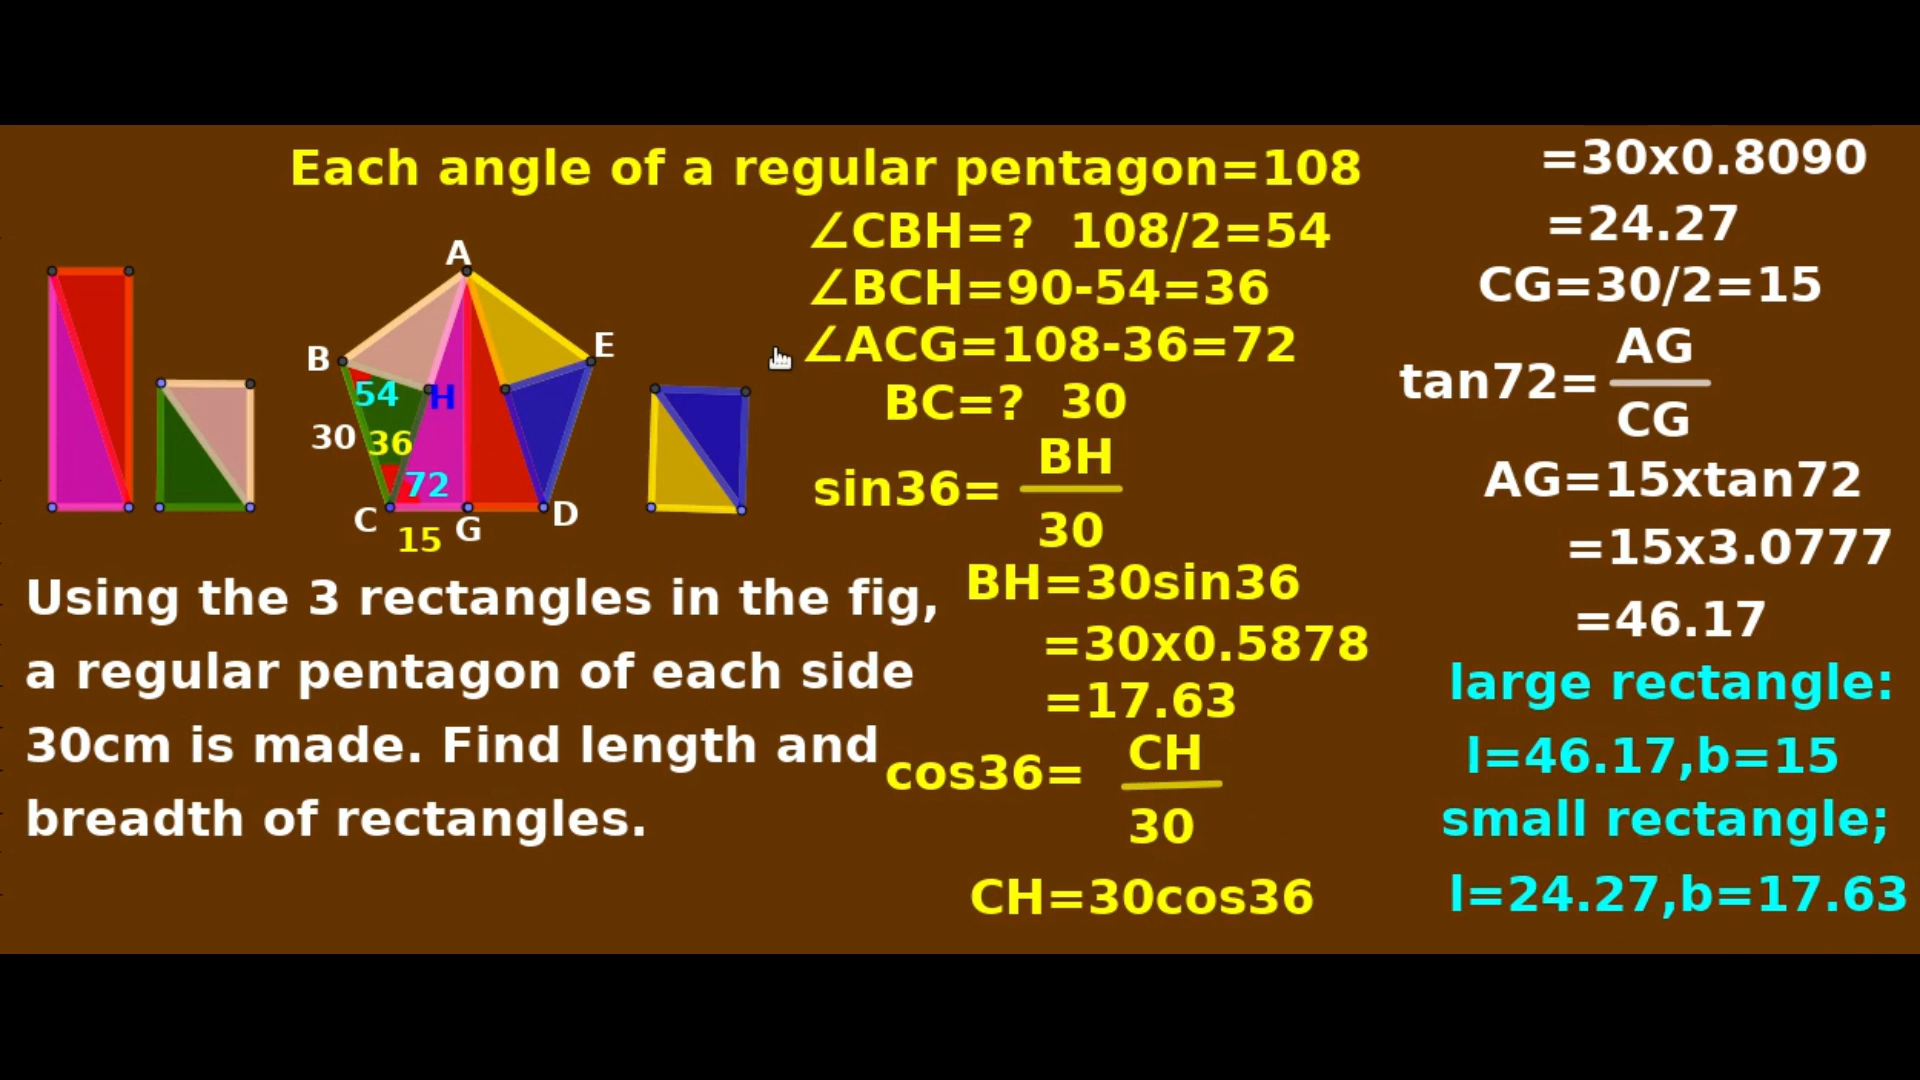 Each angle of a regular pentagon=108
A
B
E
54
H
30
36
72
C
15
G
D
Using the 3 rectangles in the fig,
a regular pentagon of each side
30cm is made. Find length and
breadth of rectangles.
∠CBH=? 108/2=54
∠BCH=90-54=36
∠ACG=108-36=72
BC=? 30
sin36= BH
30
BH=30sin36
=30x0.5878
=17.63
cos36= CH
30
CH=30cos36
=30x0.8090
=24.27
CG=30/2=15
tan72= AG
CG
AG=15xtan72
=15x3.0777
=46.17
large rectangle:
l=46.17,b=15
small rectangle;
l=24.27,b=17.63